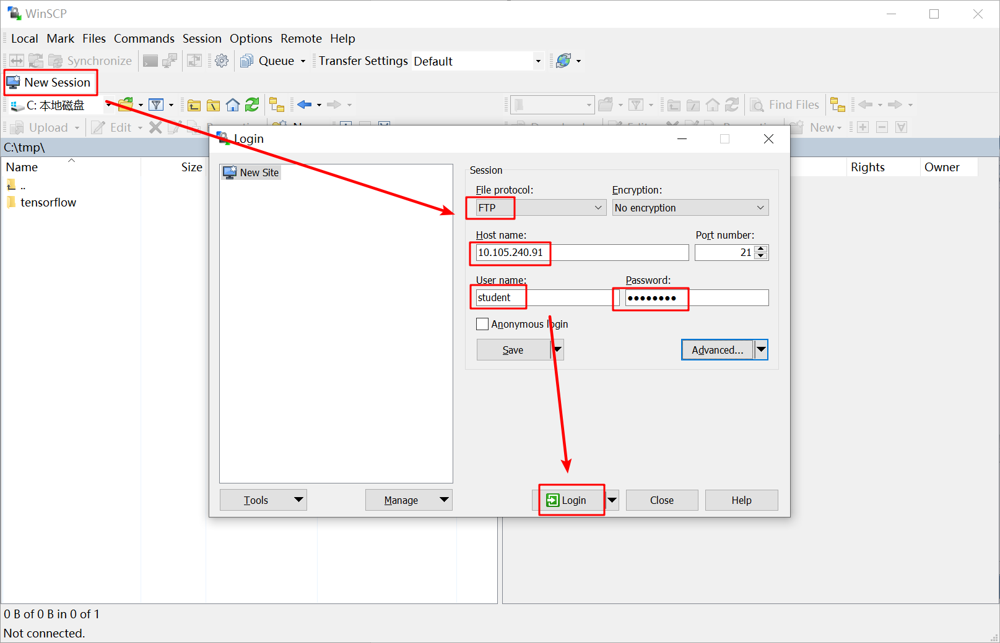 WinSCP
Local Mark Files Commands Session Options Remote Help
Synchronize Queue Transfer Settings Default
New Session
C: 本地磁盘 Find Files
Upload Edit New
Login
C:\tmp\
Name Size Rights Owner
..
tensorflow
New Site
Session
File protocol: Encryption:
FTP No encryption
Host name: Port number:
10.105.240.91 21
User name: Password:
student ••••••••
Anonymous login
Save Advanced...
Tools Manage Login Close Help
0 B of 0 B in 0 of 1
Not connected.